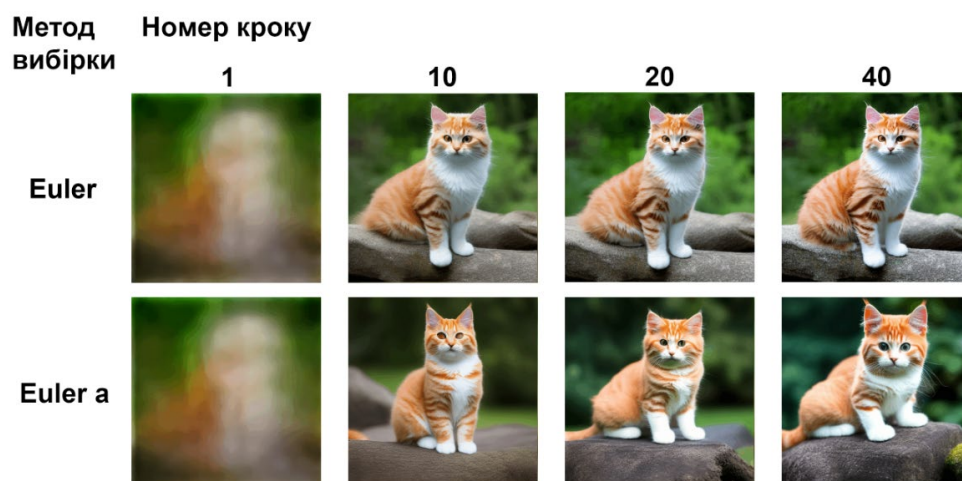 Метод
вибірки
Номер кроку
1 10 20 40
Euler
Euler a